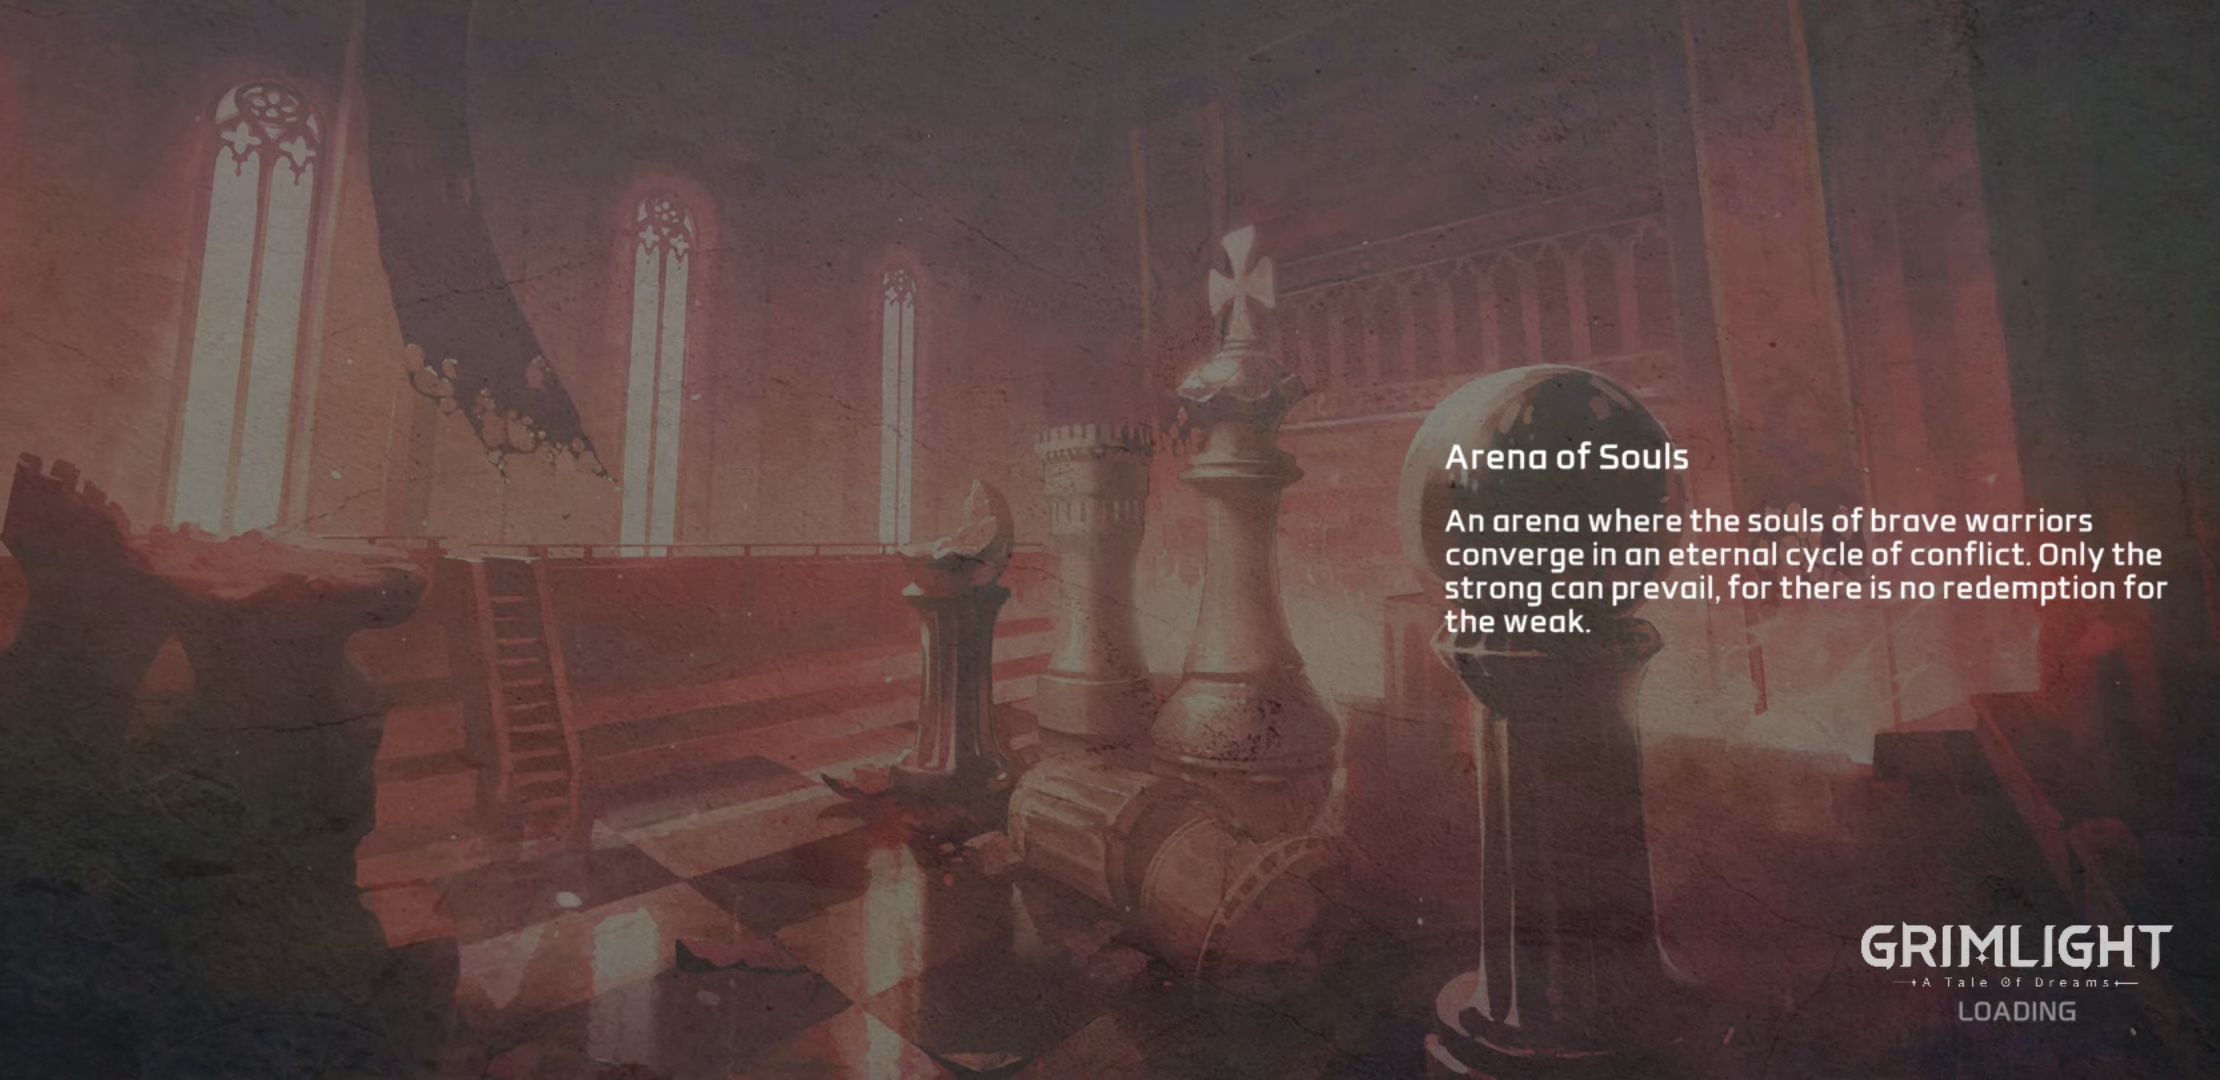 Arena of Souls
An arena where the souls of brave warriors
converge in an eternal cycle of conflict. Only the
strong can prevail, for there is no redemption for
the weak.
GRIMLIGHT
A Tale Of Dreams
LOADING